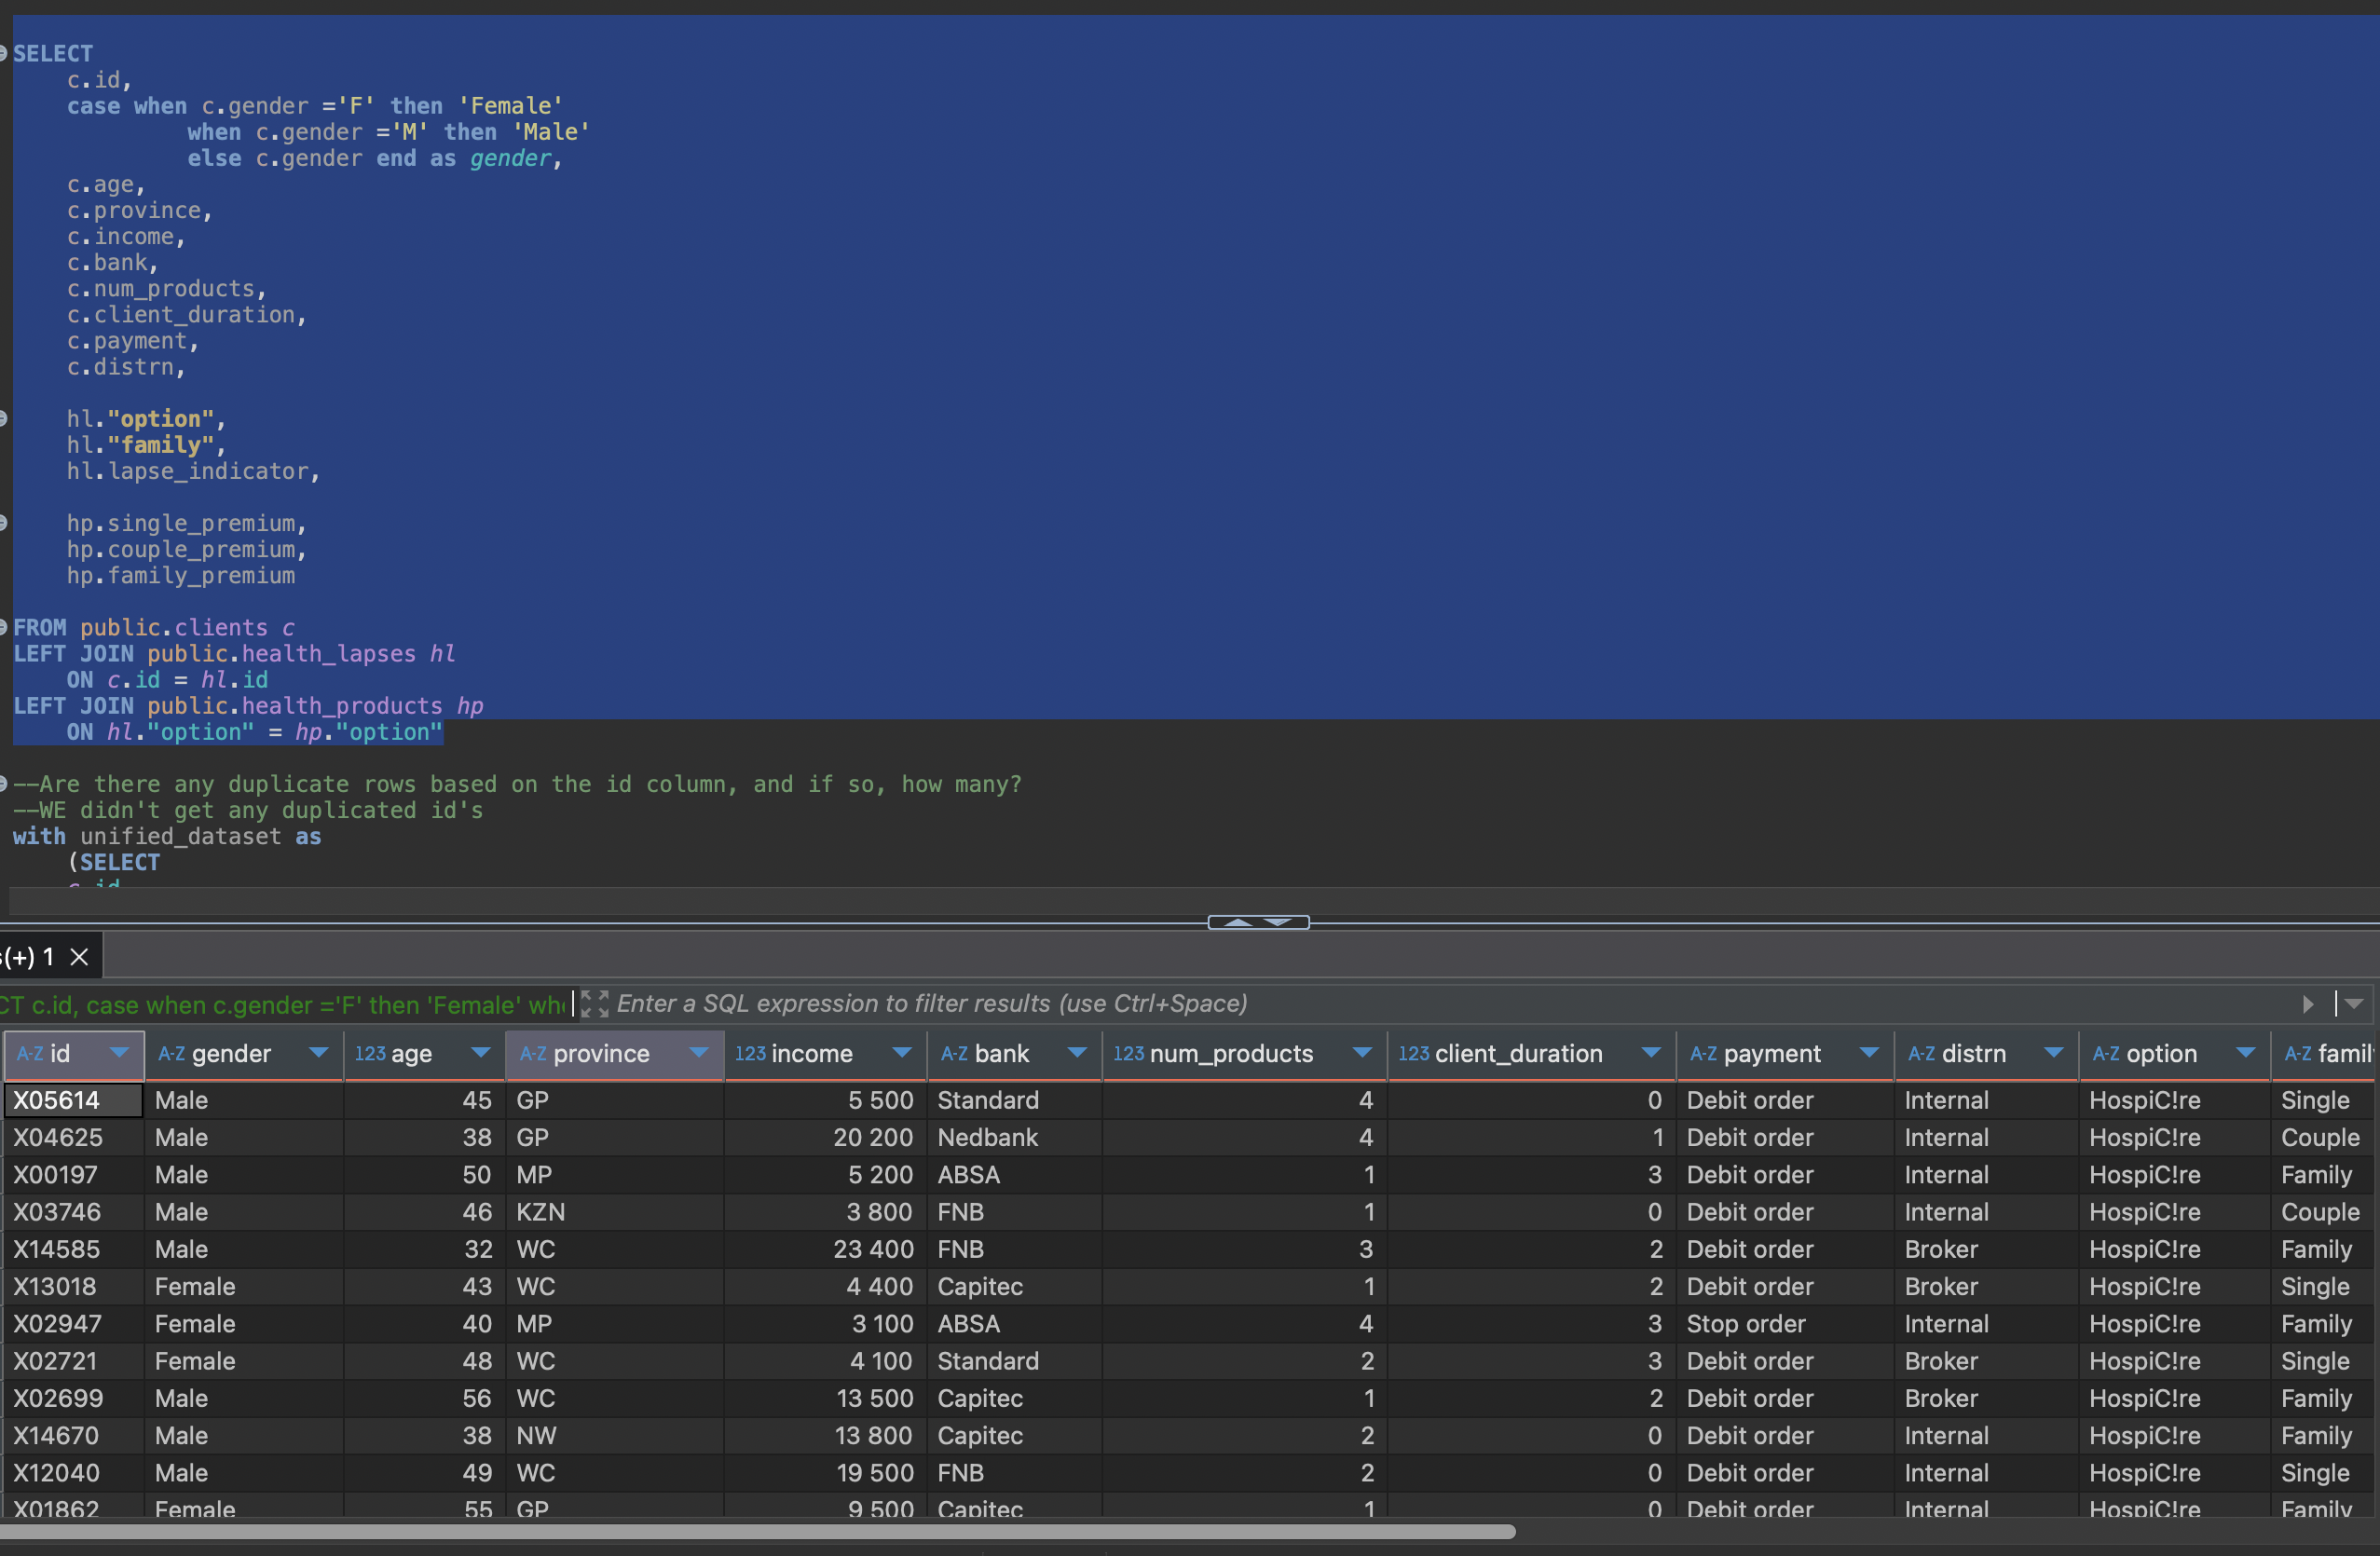 SELECT
c.id,
case when c.gender ='F' then 'Female'
when c.gender ='M' then 'Male'
else c.gender end as gender,
c.age,
c.province,
c.income,
c.bank,
c.num_products,
c.client_duration,
c.payment,
c.distrn,
hl."option",
hl."family",
hl.lapse_indicator,
hp.single_premium,
hp.couple_premium,
hp.family_premium
FROM public.clients c
LEFT JOIN public.health_lapses hl
ON c.id = hl.id
LEFT JOIN public.health_products hp
ON hl."option" = hp."option"
--Are there any duplicate rows based on the id column, and if so, how many?
--WE didn't get any duplicated id's
with unified_dataset as
(SELECT
c.id
s(+) 1
CT c.id, case when c.gender ='F' then 'Female' whe Enter a SQL expression to filter results (use Ctrl+Space)
A-Z id A-Z gender 123 age A-Z province 123 income A-Z bank 123 num_products 123 client_duration A-Z payment A-Z distrn A-Z option A-Z famil
X05614 Male 45 GP 5 500 Standard 4 0 Debit order Internal HospiC!re Single
X04625 Male 38 GP 20 200 Nedbank 4 1 Debit order Internal HospiC!re Couple
X00197 Male 50 MP 5 200 ABSA 1 3 Debit order Internal HospiC!re Family
X03746 Male 46 KZN 3 800 FNB 1 0 Debit order Internal HospiC!re Couple
X14585 Male 32 WC 23 400 FNB 3 2 Debit order Broker HospiC!re Family
X13018 Female 43 WC 4 400 Capitec 1 2 Debit order Broker HospiC!re Single
X02947 Female 40 MP 3 100 ABSA 4 3 Stop order Internal HospiC!re Family
X02721 Female 48 WC 4 100 Standard 2 3 Debit order Broker HospiC!re Single
X02699 Male 56 WC 13 500 Capitec 1 2 Debit order Broker HospiC!re Family
X14670 Male 38 NW 13 800 Capitec 2 0 Debit order Internal HospiC!re Family
X12040 Male 49 WC 19 500 FNB 2 0 Debit order Internal HospiC!re Single
X01862 Female 55 GP 9 500 Capitec 1 0 Debit order Internal HospiC!re Family